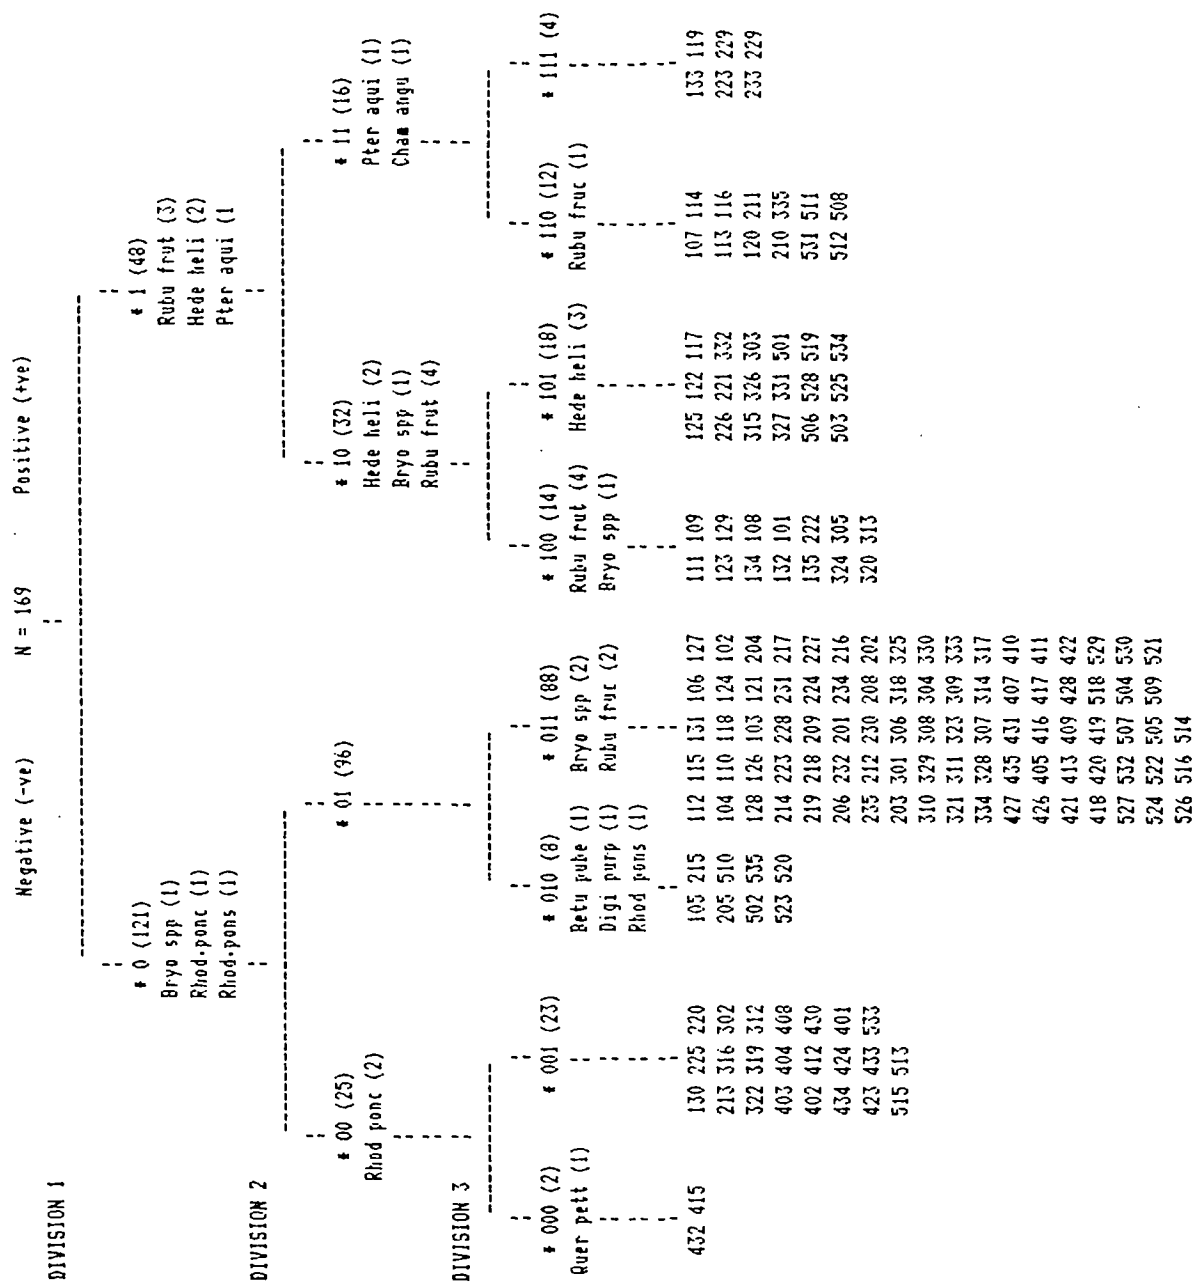 Negative (-ve) N = 169 Positive (+ve)
DIVISION 1
* 0 (121)
Bryo spp (1)
Rhod.ponc (1)
Rhod.pons (1)
* 1 (48)
Rubu frut (3)
Hede heli (2)
Pter aqui (1
DIVISION 2
* 00 (25)
Rhod ponc (2)
* 01 (96)
* 10 (32)
Hede heli (2)
Bryo spp (1)
Rubu frut (4)
* 11 (16)
Pter aqui (1)
Cham angu (1)
DIVISION 3
* 000 (2)
Quer pett (1)
432 415
* 001 (23)
130 225 220
213 316 302
322 319 312
403 404 408
402 412 430
434 424 401
423 433 533
515 513
* 010 (8)
Betu pube (1)
Digi purp (1)
Rhod pons (1)
105 215
205 510
502 535
523 520
* 011 (88)
Bryo spp (2)
Rubu fruc (2)
112 115 131 106 127
104 110 118 124 102
128 126 103 121 204
214 223 228 231 217
219 218 209 224 227
206 232 201 234 216
235 212 230 208 202
203 301 306 318 325
310 329 308 304 330
321 311 323 309 333
334 328 307 314 317
427 435 431 407 410
426 405 416 417 411
421 413 409 428 422
418 420 419 518 529
527 532 507 504 530
524 522 505 509 521
526 516 514
* 100 (14)
Rubu frut (4)
Bryo spp (1)
111 109
123 129
134 108
132 101
135 222
324 305
320 313
* 101 (18)
Hede heli (3)
125 122 117
226 221 332
315 326 303
327 331 501
506 528 519
503 525 534
* 110 (12)
Rubu fruc (1)
107 114
113 116
120 211
210 335
531 511
512 508
* 111 (4)
133 119
223 229
233 229